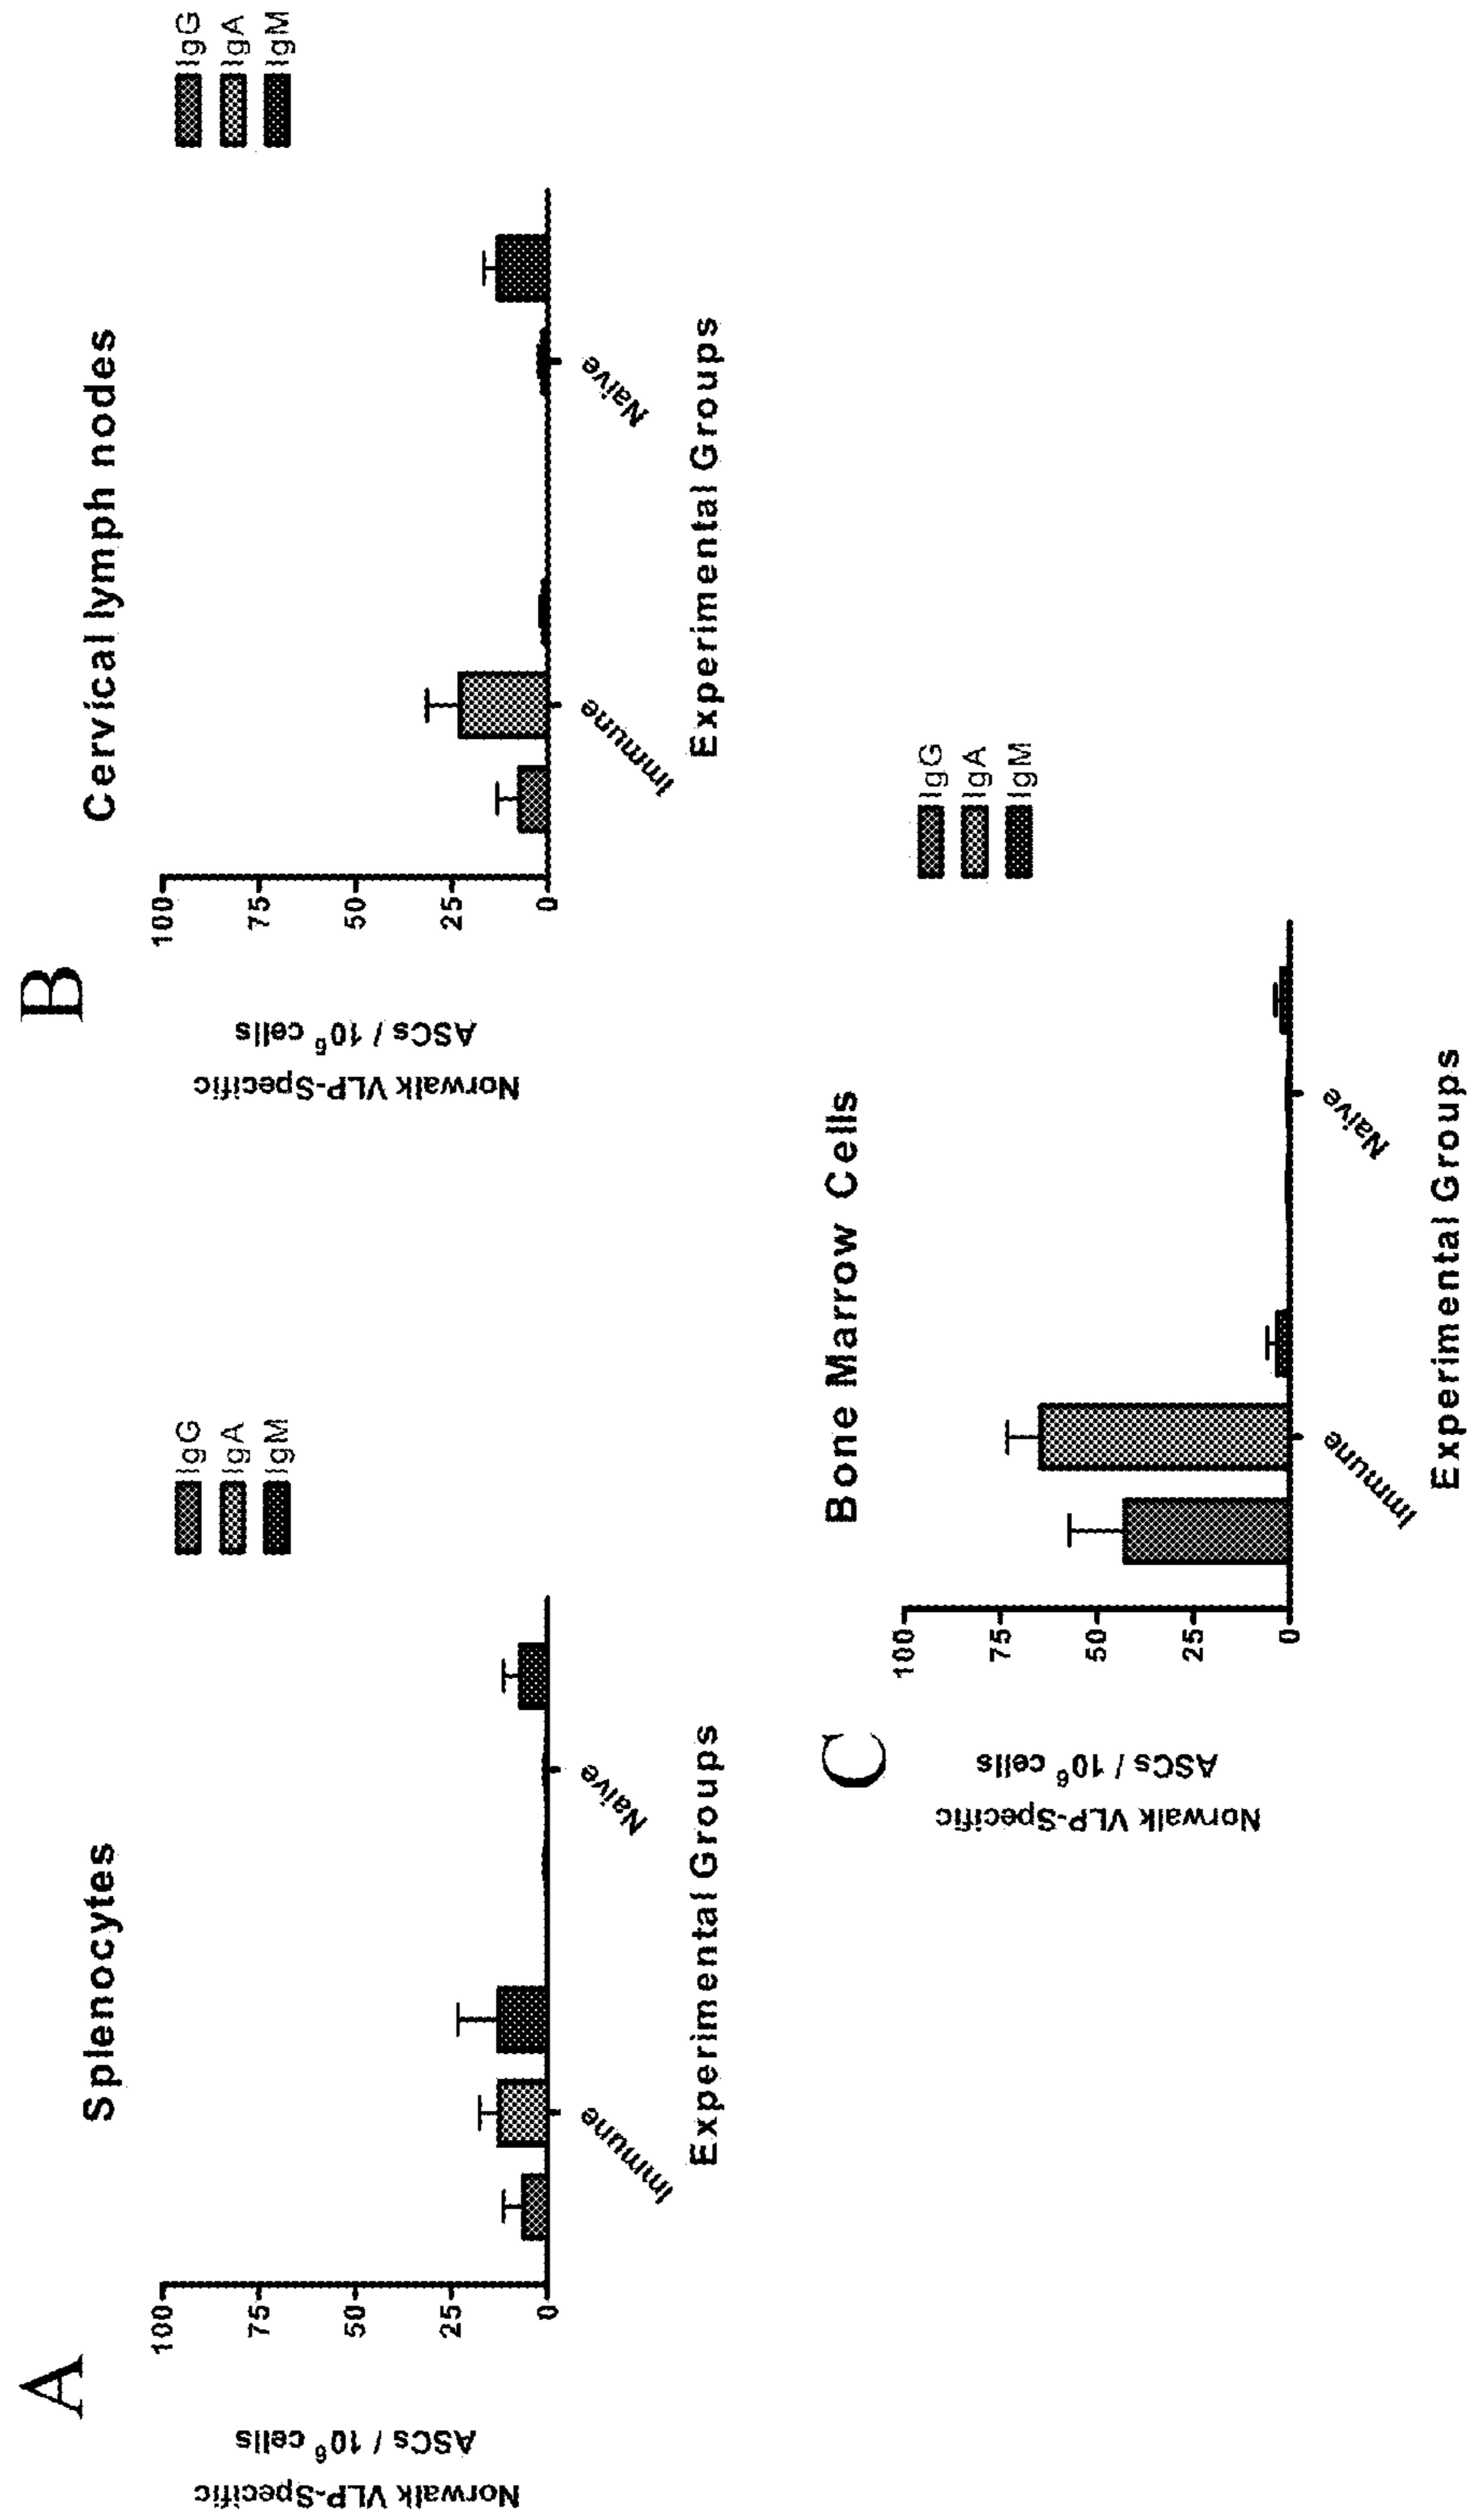 A
Splenocytes
Norwalk VLP-Specific
ASCs / 10⁶ cells
100
75
50
25
0
Immune
Naive
Experimental Groups
IgG
IgA
IgM
B
Cervical lymph nodes
Norwalk VLP-Specific
ASCs / 10⁶ cells
100
75
50
25
0
Immune
Naive
Experimental Groups
IgG
IgA
IgM
C
Bone Marrow Cells
Norwalk VLP-Specific
ASCs / 10⁶ cells
100
75
50
25
0
Immune
Naive
Experimental Groups
IgG
IgA
IgM